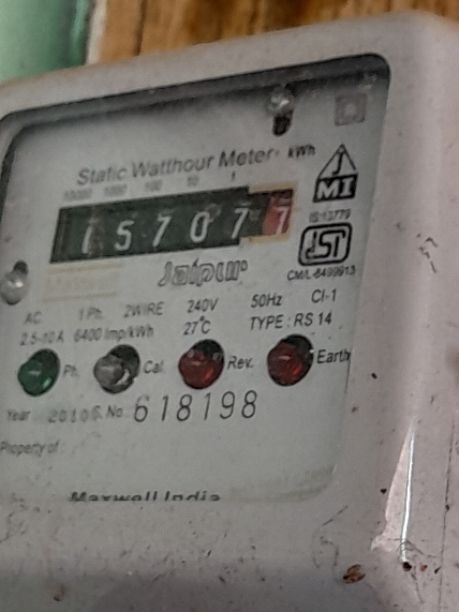 Static Watthour Meter kWh
10000 1000 100 10 1
157077
MI
IS:13779
ISI
CM/L-8499913
Jaipur
AC 1 Ph. 2WIRE 240V 50Hz Cl-1
2.5-10A 6400 Imp/kWh 27°C TYPE : RS 14
Ph. Cal. Rev. Earth
Year 2010 S. No. 618198
Property of
Maxwell India